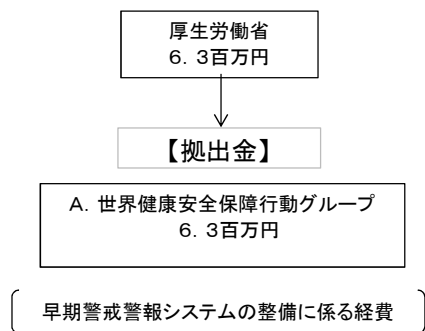 厚生労働省
６．３百万円
【拠出金】
A．世界健康安全保障行動グループ
６．３百万円
早期警戒警報システムの整備に係る経費